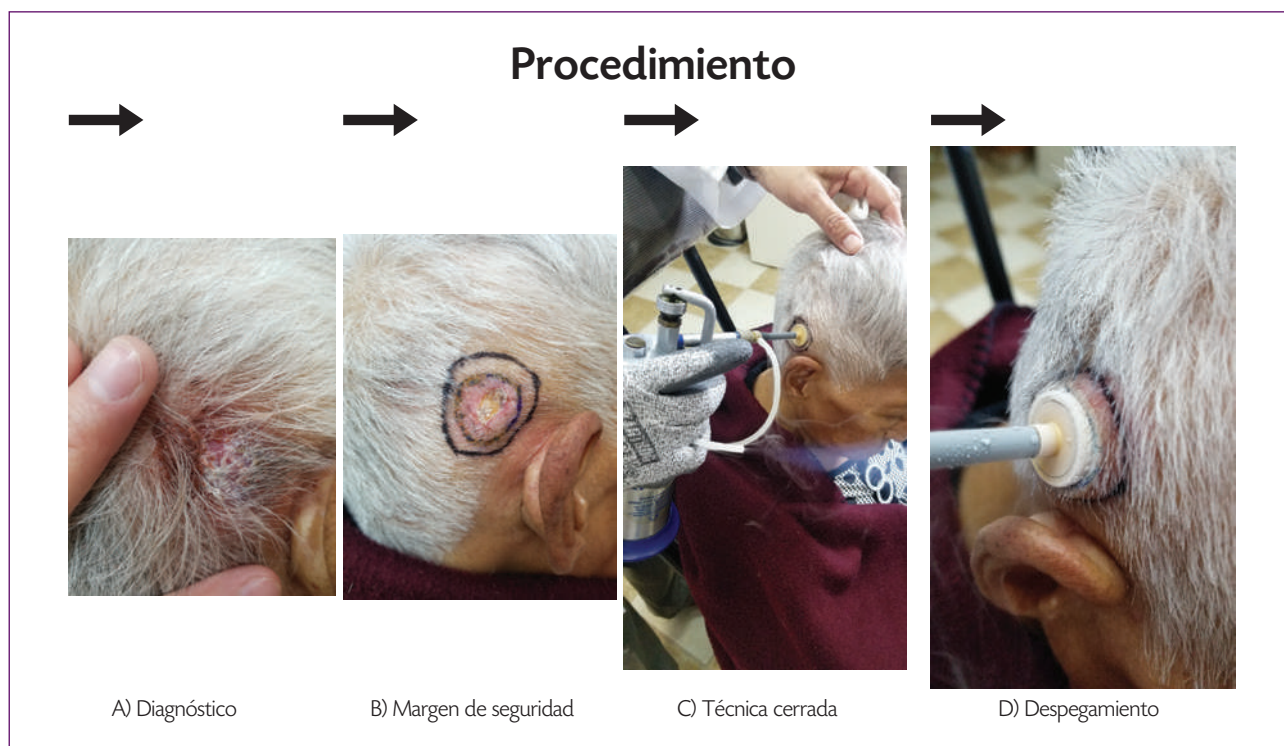 Procedimiento
A) Diagnóstico
B) Margen de seguridad
C) Técnica cerrada
D) Despegamiento